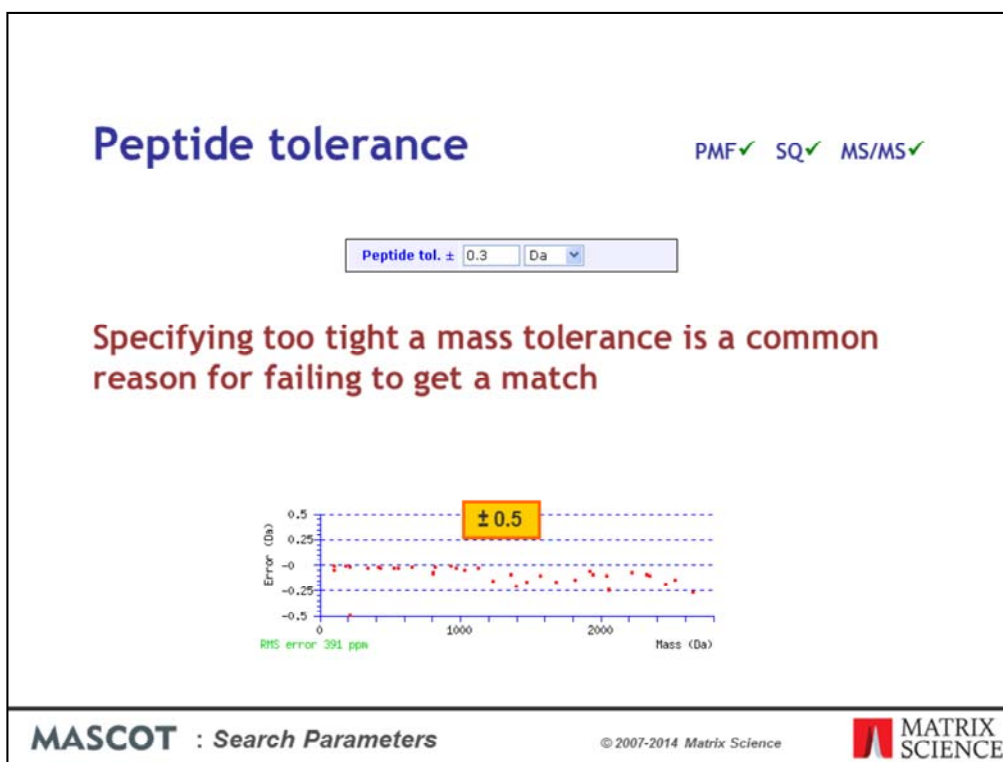 Peptide tolerance
PMF✓ SQ✓ MS/MS✓
Peptide tol. ± 0.3 Da
Specifying too tight a mass tolerance is a common
reason for failing to get a match
± 0.5
Error (Da)
0.5
0.25
-0
-0.25
-0.5
0 1000 2000 Mass (Da)
RMS error 391 ppm
MASCOT : Search Parameters
© 2007-2014 Matrix Science
MATRIX
SCIENCE